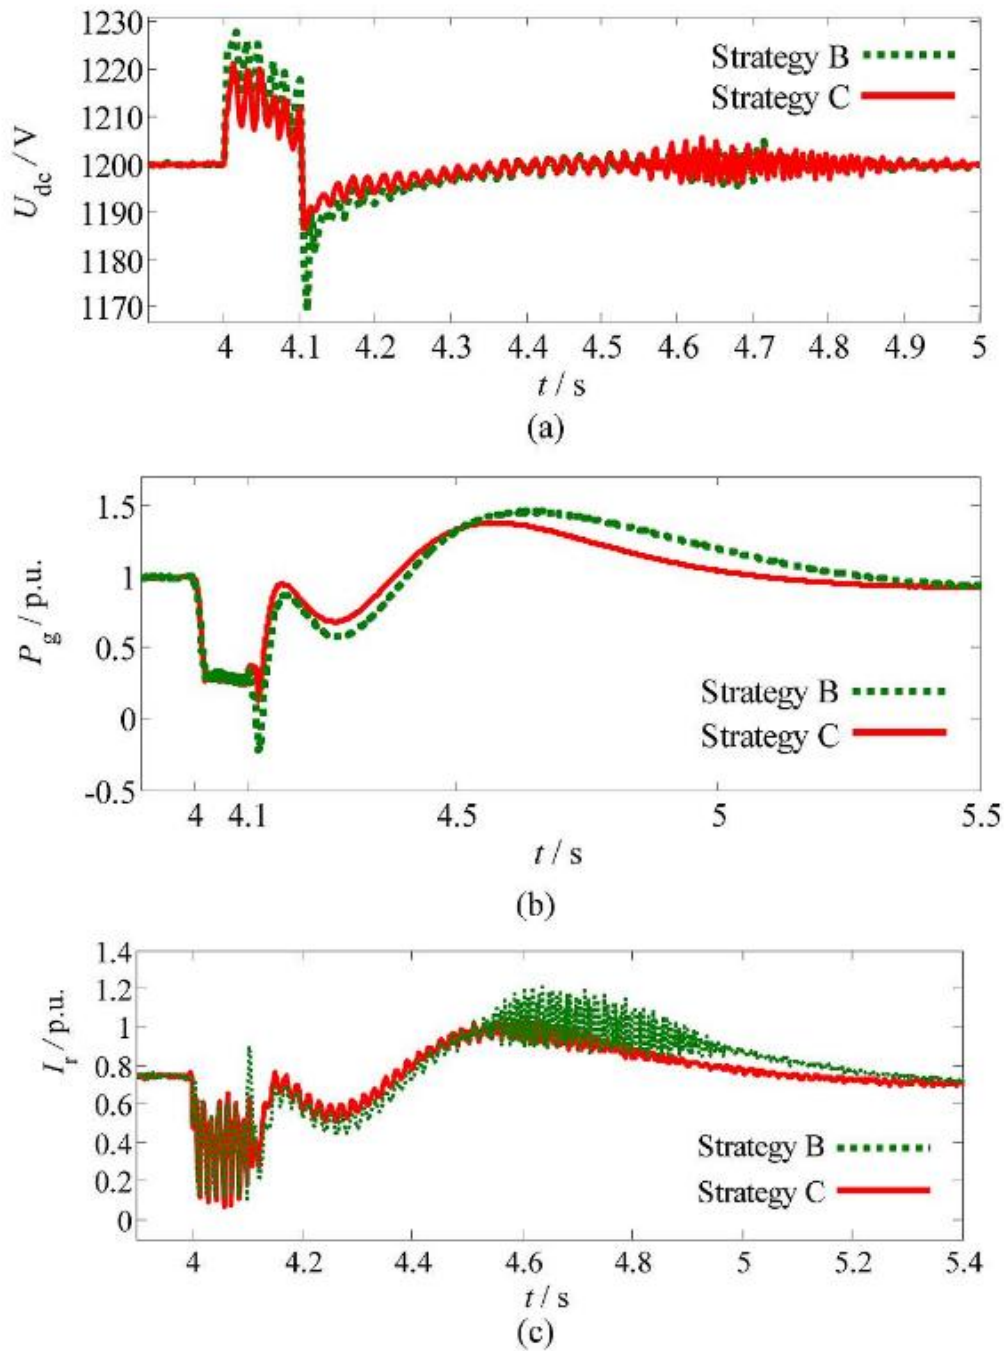 1230
1220
1210
1200
1190
1180
1170
U_dc / V
Strategy B
Strategy C
4 4.1 4.2 4.3 4.4 4.5 4.6 4.7 4.8 4.9 5
t / s
(a)
1.5
1
0.5
0
-0.5
P_g / p.u.
Strategy B
Strategy C
4 4.1 4.5 5 5.5
t / s
(b)
1.4
1.2
1
0.8
0.6
0.4
0.2
0
I_r / p.u.
Strategy B
Strategy C
4 4.2 4.4 4.6 4.8 5 5.2 5.4
t / s
(c)